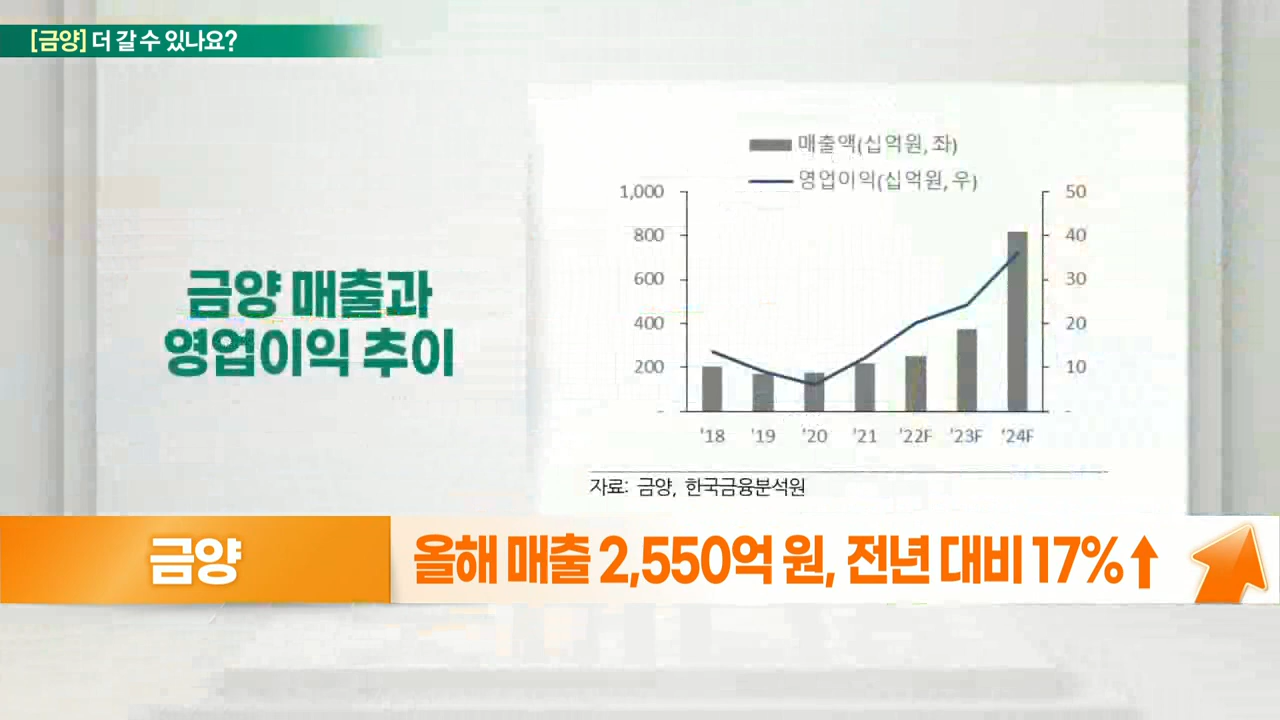 [금양] 더 갈 수 있나요?
금양 매출과
영업이익 추이
매출액(십억원, 좌)
영업이익(십억원, 우)
1,000
800
600
400
200
-
50
40
30
20
10
-
'18 '19 '20 '21 '22F '23F '24F
자료: 금양, 한국금융분석원
금양
올해 매출 2,550억 원, 전년 대비 17%↑